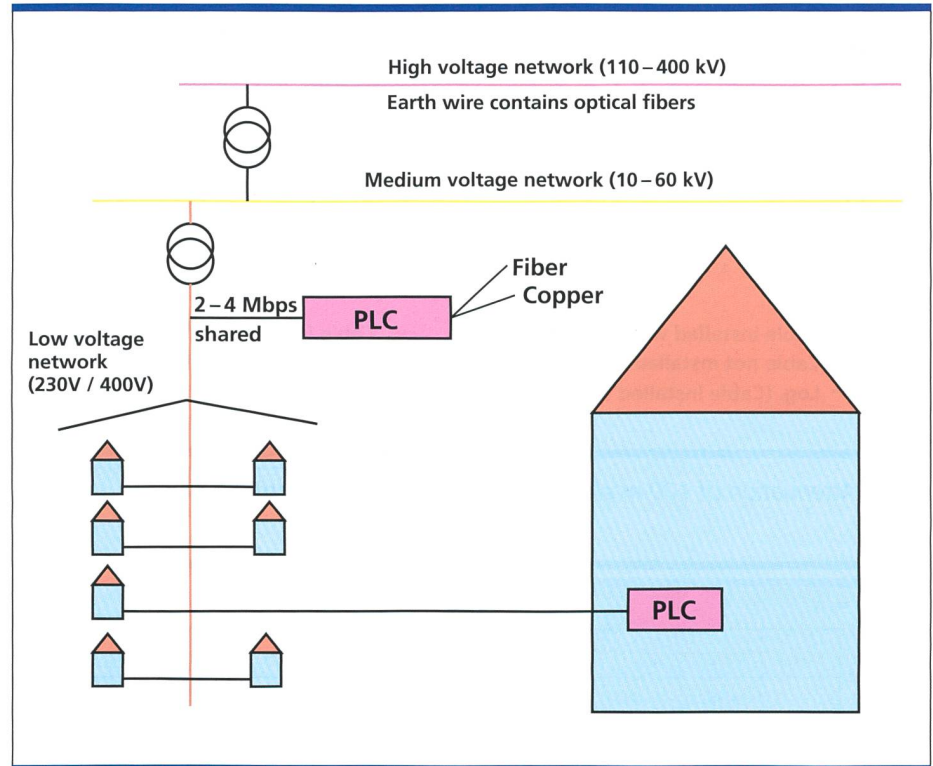 High voltage network (110–400 kV)
Earth wire contains optical fibers
Medium voltage network (10–60 kV)
Fiber
Copper
2–4 Mbps
shared
PLC
Low voltage
network
(230V / 400V)
PLC